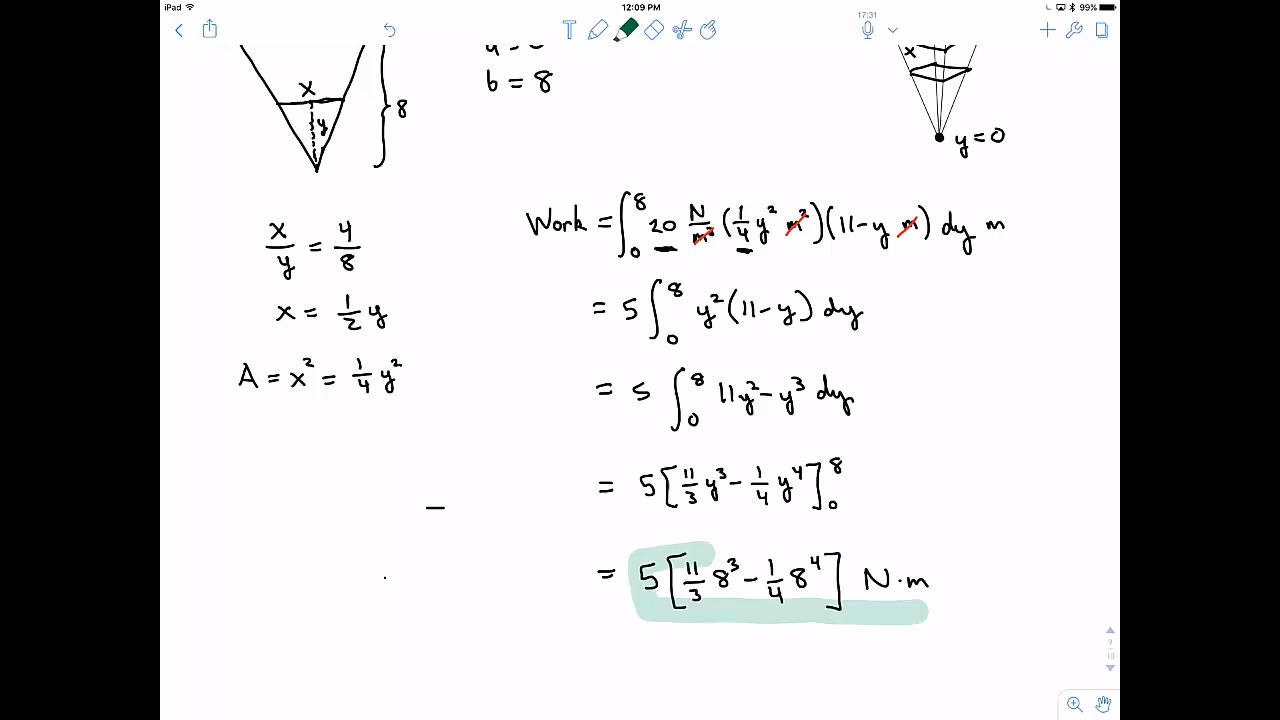 iPad 12:09 PM 99%
17:31
b = 8
x
y
8
x
y = 0
Work = ∫₀⁸ 20 N/m³ (1/4 y² m²)(11 - y m) dy m
x/y = 4/8
= 5 ∫₀⁸ y² (11 - y) dy
x = 1/2 y
A = x² = 1/4 y²
= 5 ∫₀⁸ 11y² - y³ dy
= 5 [11/3 y³ - 1/4 y⁴]₀⁸
= 5 [11/3 8³ - 1/4 8⁴] N·m
9
10